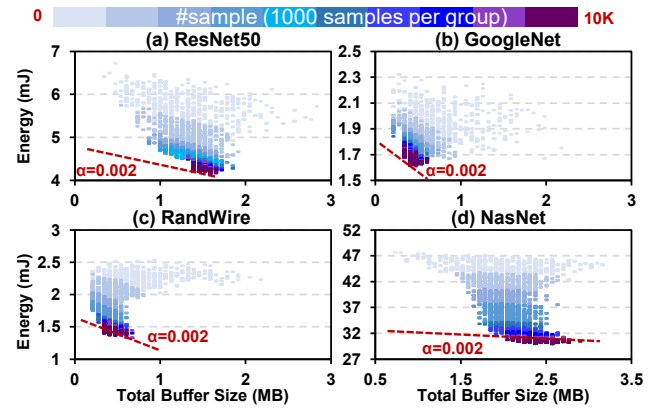 0 #sample (1000 samples per group) 10K
(a) ResNet50 (b) GoogleNet
Energy (mJ)
7
6
5
4
α=0.002
0 1 2 3
2.5
2.3
2.1
1.9
1.7
1.5
α=0.002
0 1 2 3
(c) RandWire (d) NasNet
Energy (mJ)
3
2.5
2
1.5
1
α=0.002
0 1 2 3
Total Buffer Size (MB)
52
47
42
37
32
27
α=0.002
0.5 1.5 2.5 3.5
Total Buffer Size (MB)